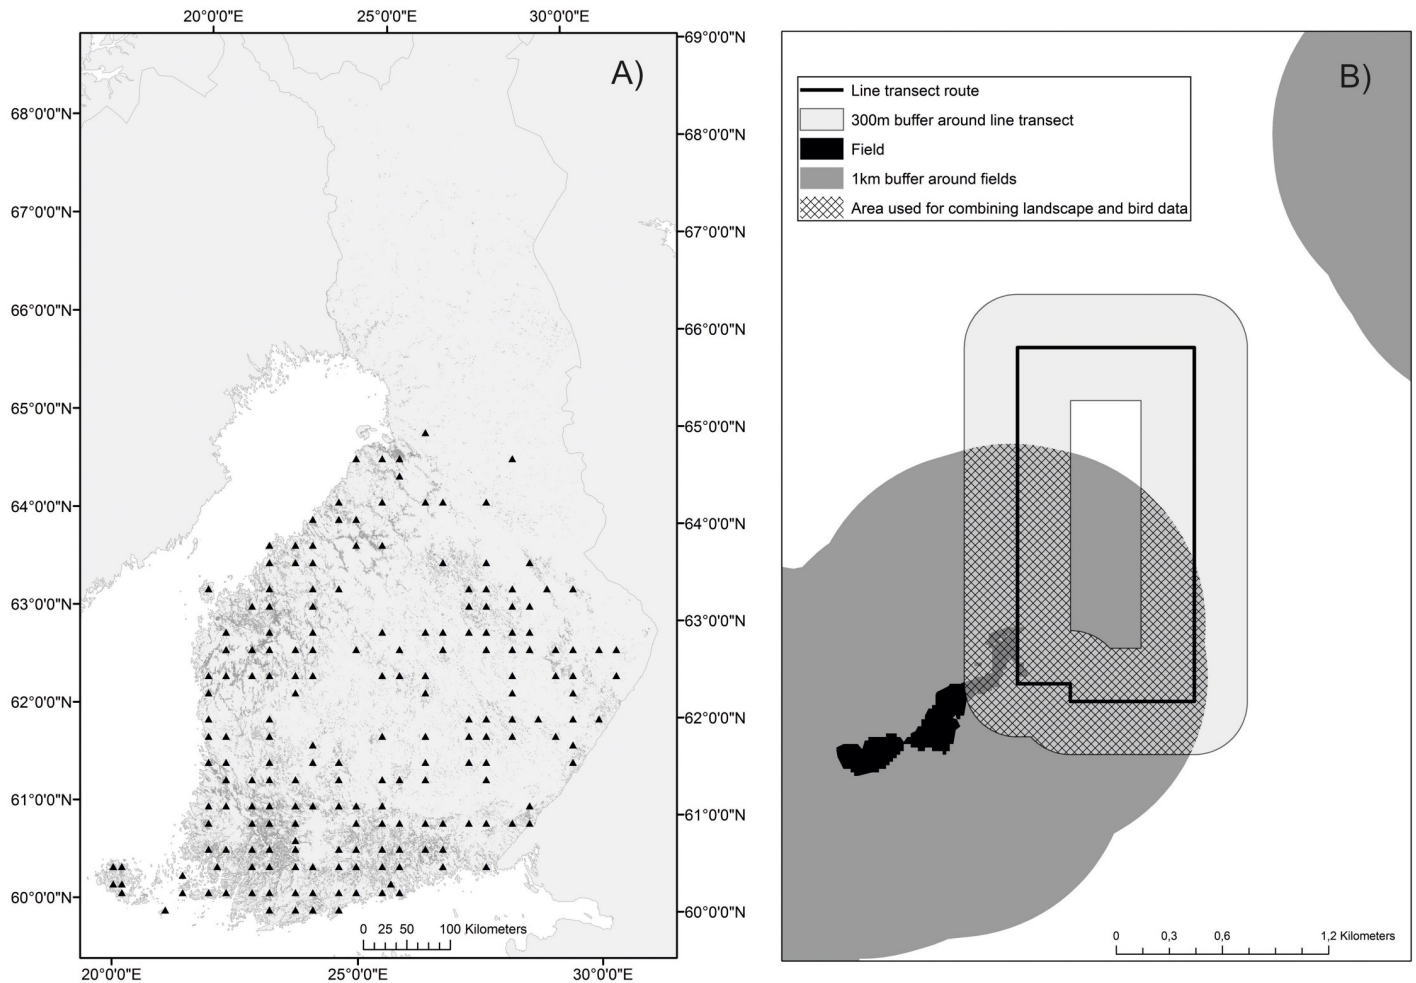 20°0'0"E 25°0'0"E 30°0'0"E
69°0'0"N
A)
68°0'0"N
68°0'0"N
67°0'0"N
67°0'0"N
66°0'0"N
66°0'0"N
65°0'0"N
65°0'0"N
64°0'0"N
64°0'0"N
63°0'0"N
63°0'0"N
62°0'0"N
62°0'0"N
61°0'0"N
61°0'0"N
60°0'0"N
60°0'0"N
0 25 50 100 Kilometers
20°0'0"E 25°0'0"E 30°0'0"E
B)
Line transect route
300m buffer around line transect
Field
1km buffer around fields
Area used for combining landscape and bird data
0 0,3 0,6 1,2 Kilometers